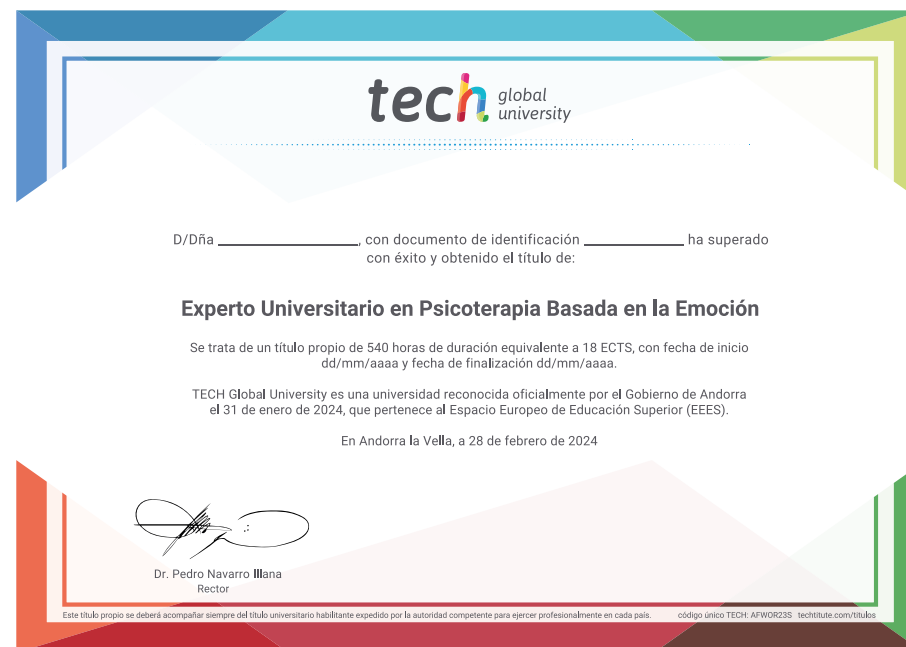 tech global university
D/Dña ____________________, con documento de identificación ______________ ha superado
con éxito y obtenido el título de:
Experto Universitario en Psicoterapia Basada en la Emoción
Se trata de un título propio de 540 horas de duración equivalente a 18 ECTS, con fecha de inicio
dd/mm/aaaa y fecha de finalización dd/mm/aaaa.
TECH Global University es una universidad reconocida oficialmente por el Gobierno de Andorra
el 31 de enero de 2024, que pertenece al Espacio Europeo de Educación Superior (EEES).
En Andorra la Vella, a 28 de febrero de 2024
Dr. Pedro Navarro Illana
Rector
Este título propio se deberá acompañar siempre del título universitario habilitante expedido por la autoridad competente para ejercer profesionalmente en cada país. código único TECH: AFWOR23S techtitute.com/titulos